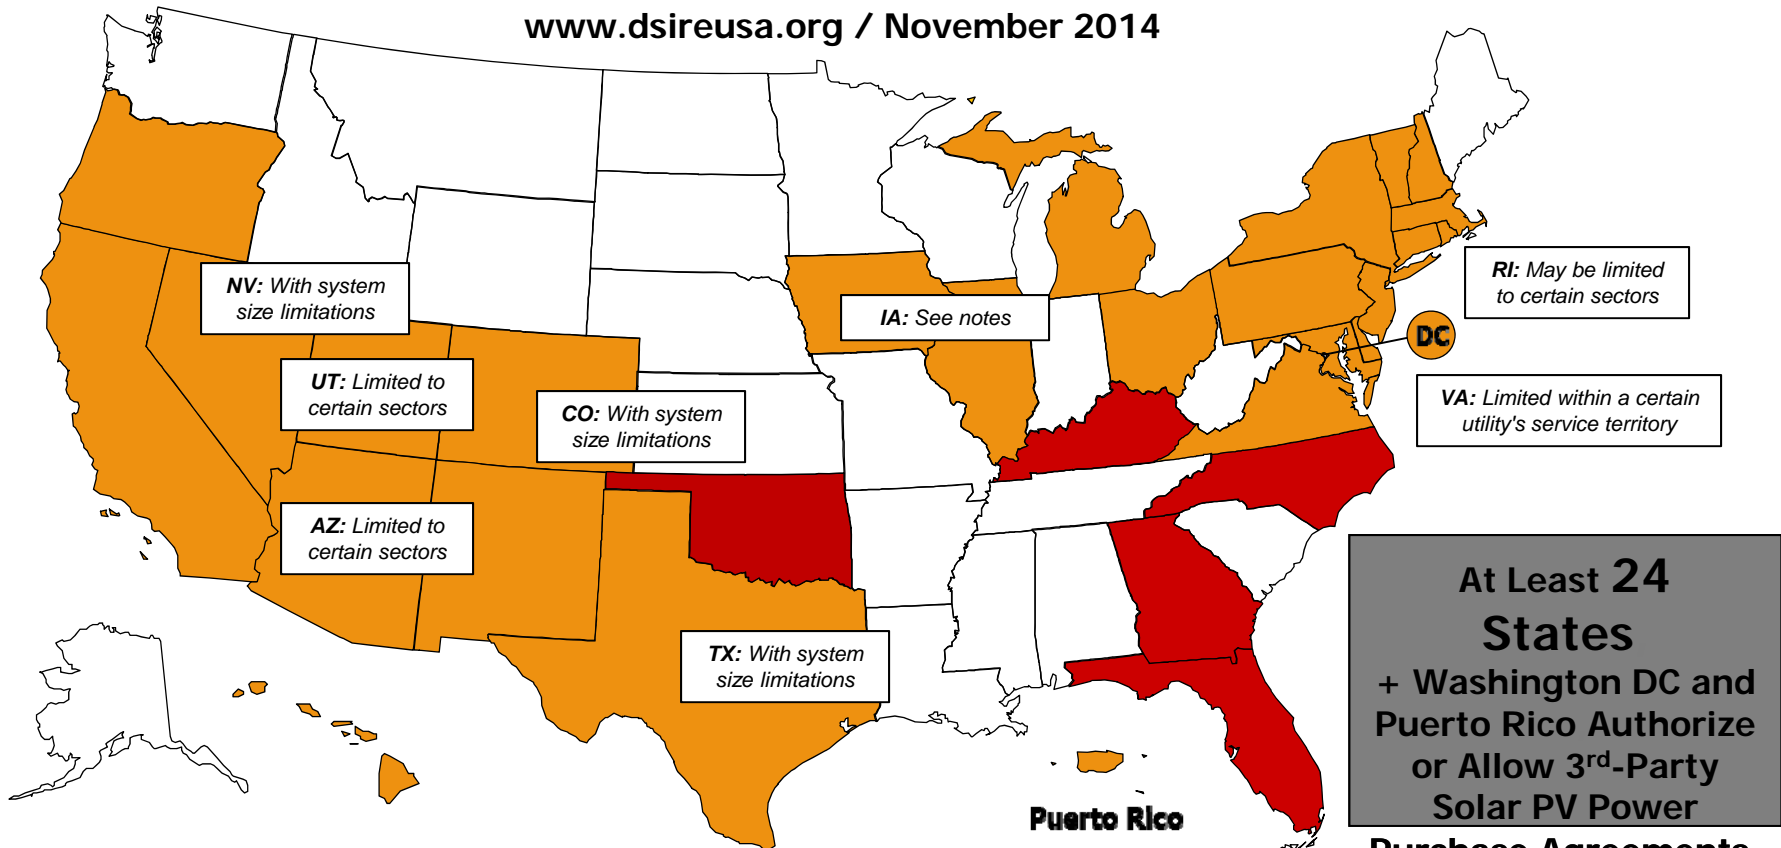 www.dsireusa.org / November 2014
NV: With system
size limitations
UT: Limited to
certain sectors
CO: With system
size limitations
AZ: Limited to
certain sectors
TX: With system
size limitations
IA: See notes
RI: May be limited
to certain sectors
DC
VA: Limited within a certain
utility's service territory
Puerto Rico
At Least 24
States
+ Washington DC and
Puerto Rico Authorize
or Allow 3rd-Party
Solar PV Power
Purchase Agreements